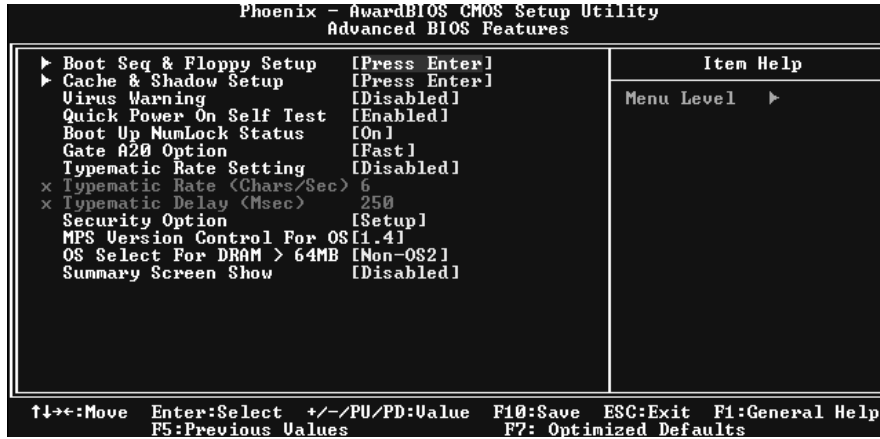 Phoenix - AwardBIOS CMOS Setup Utility
Advanced BIOS Features
▶ Boot Seq & Floppy Setup [Press Enter]
▶ Cache & Shadow Setup [Press Enter]
Virus Warning [Disabled]
Quick Power On Self Test [Enabled]
Boot Up NumLock Status [On]
Gate A20 Option [Fast]
Typematic Rate Setting [Disabled]
x Typematic Rate (Chars/Sec) 6
x Typematic Delay (Msec) 250
Security Option [Setup]
MPS Version Control For OS[1.4]
OS Select For DRAM > 64MB [Non-OS2]
Summary Screen Show [Disabled]
Item Help
Menu Level ▶
↑↓→←:Move Enter:Select +/-/PU/PD:Value F10:Save ESC:Exit F1:General Help
F5:Previous Values F7: Optimized Defaults